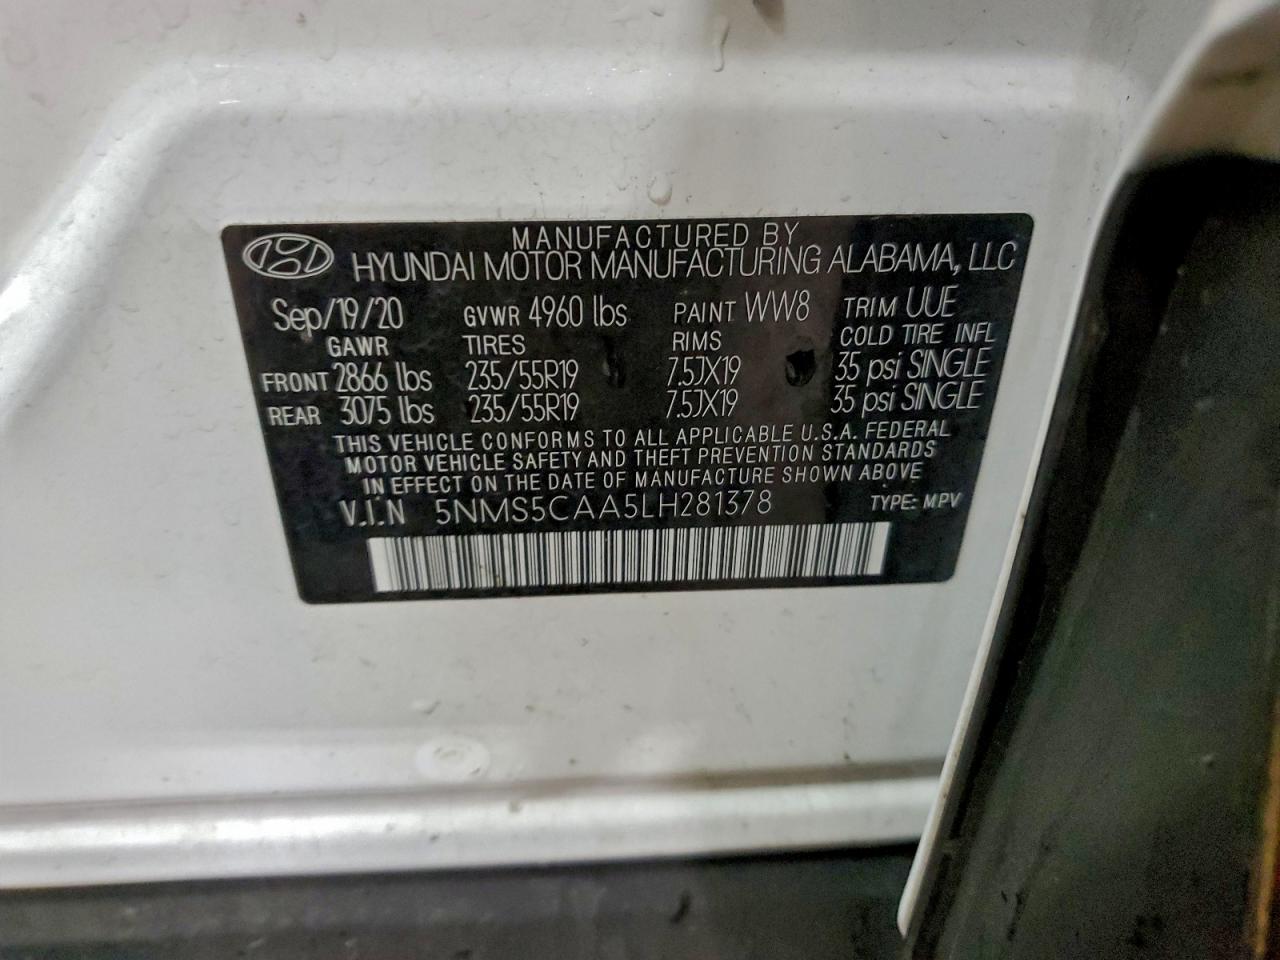 MANUFACTURED BY
HYUNDAI MOTOR MANUFACTURING ALABAMA, LLC
Sep/19/20 GVWR 4960 lbs PAINT WW8 TRIM UUE
GAWR TIRES RIMS COLD TIRE INFL
FRONT 2866 lbs 235/55R19 7.5JX19 35 psi SINGLE
REAR 3075 lbs 235/55R19 7.5JX19 35 psi SINGLE
THIS VEHICLE CONFORMS TO ALL APPLICABLE U.S.A. FEDERAL
MOTOR VEHICLE SAFETY AND THEFT PREVENTION STANDARDS
IN EFFECT ON THE DATE OF MANUFACTURE SHOWN ABOVE
V.I.N 5NMS5CAA5LH281378 TYPE: MPV